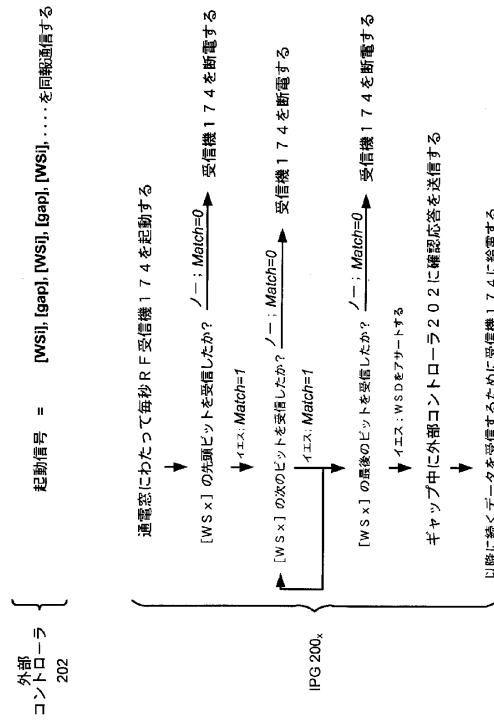 外部
コントローラ
202
起動信号 = [WSi], [gap], [WSi], [gap], [WSi], ‥‥を同報通信する
IPG 200x
通電窓にわたって毎秒RF受信機174を起動する
[WSx]の先頭ビットを受信したか?
ノー; Match=0
受信機174を断電する
イエス; Match=1
[WSx]の次のビットを受信したか?
ノー; Match=0
受信機174を断電する
イエス; Match=1
[WSx]の最後のビットを受信したか?
ノー; Match=0
受信機174を断電する
イエス; WSDをアサートする
ギャップ中に外部コントローラ202に確認応答を送信する
以降に続くデータを受信するために受信機174に給電する